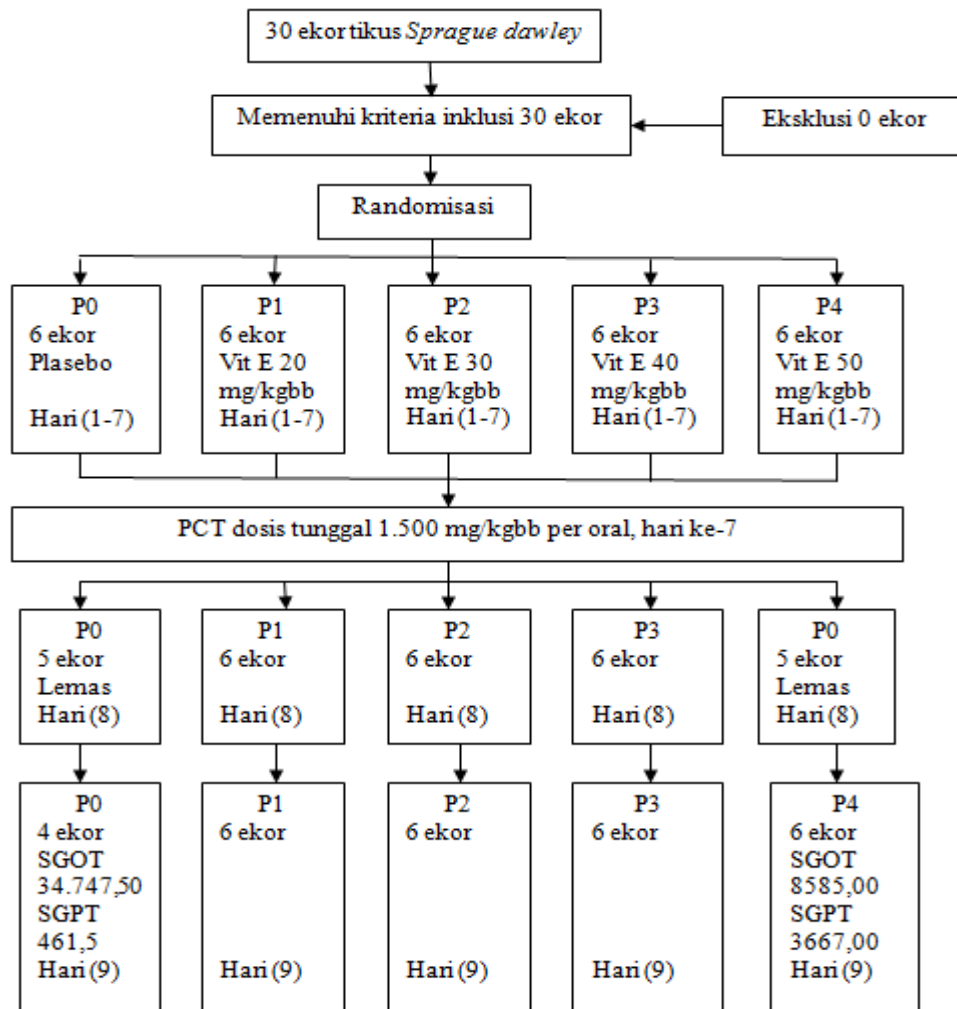 30 ekor tikus Sprague dawley
Memenuhi kriteria inklusi 30 ekor
Eksklusi 0 ekor
Randomisasi
P0
6 ekor
Plasebo
Hari (1-7)
P1
6 ekor
Vit E 20
mg/kgbb
Hari (1-7)
P2
6 ekor
Vit E 30
mg/kgbb
Hari (1-7)
P3
6 ekor
Vit E 40
mg/kgbb
Hari (1-7)
P4
6 ekor
Vit E 50
mg/kgbb
Hari (1-7)
PCT dosis tunggal 1.500 mg/kgbb per oral, hari ke-7
P0
5 ekor
Lemas
Hari (8)
P1
6 ekor
Hari (8)
P2
6 ekor
Hari (8)
P3
6 ekor
Hari (8)
P0
5 ekor
Lemas
Hari (8)
P0
4 ekor
SGOT
34.747,50
SGPT
461,5
Hari (9)
P1
6 ekor
Hari (9)
P2
6 ekor
Hari (9)
P3
6 ekor
Hari (9)
P4
6 ekor
SGOT
8585,00
SGPT
3667,00
Hari (9)